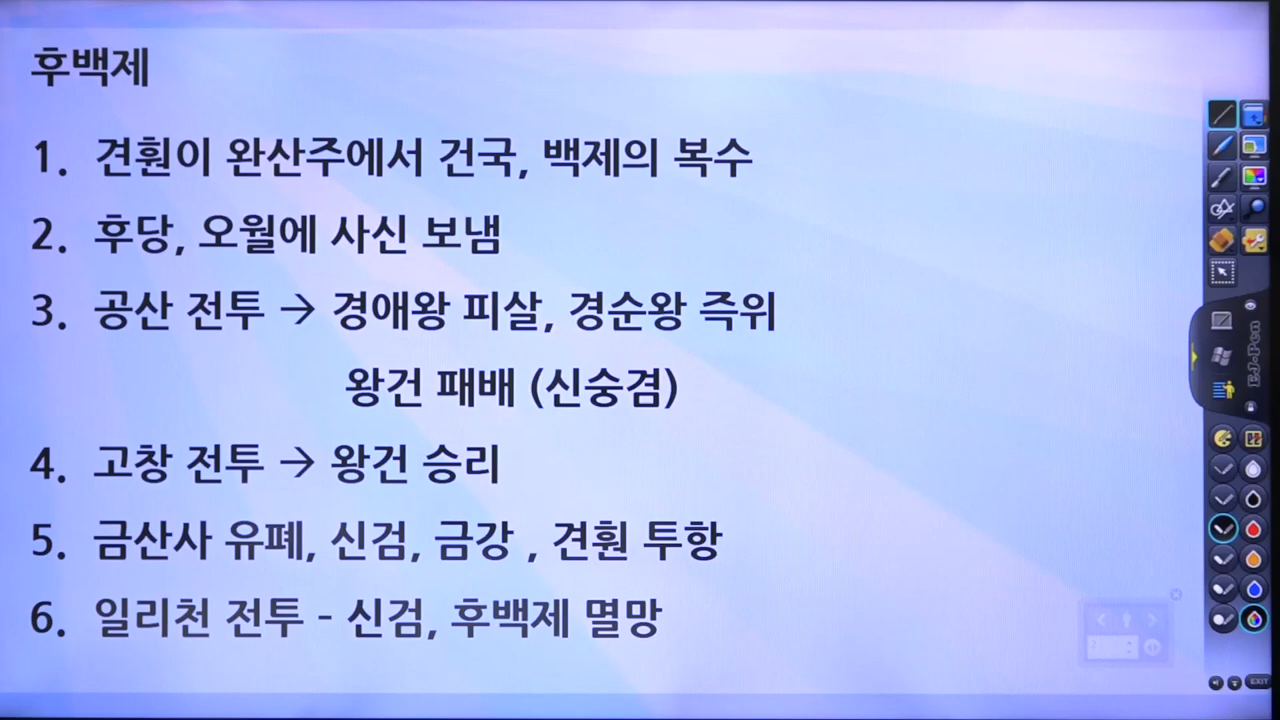 후백제
1. 견훤이 완산주에서 건국, 백제의 복수
2. 후당, 오월에 사신 보냄
3. 공산 전투 → 경애왕 피살, 경순왕 즉위
왕건 패배 (신숭겸)
4. 고창 전투 → 왕건 승리
5. 금산사 유폐, 신검, 금강 , 견훤 투항
6. 일리천 전투 - 신검, 후백제 멸망
EJ-Pen
EXIT